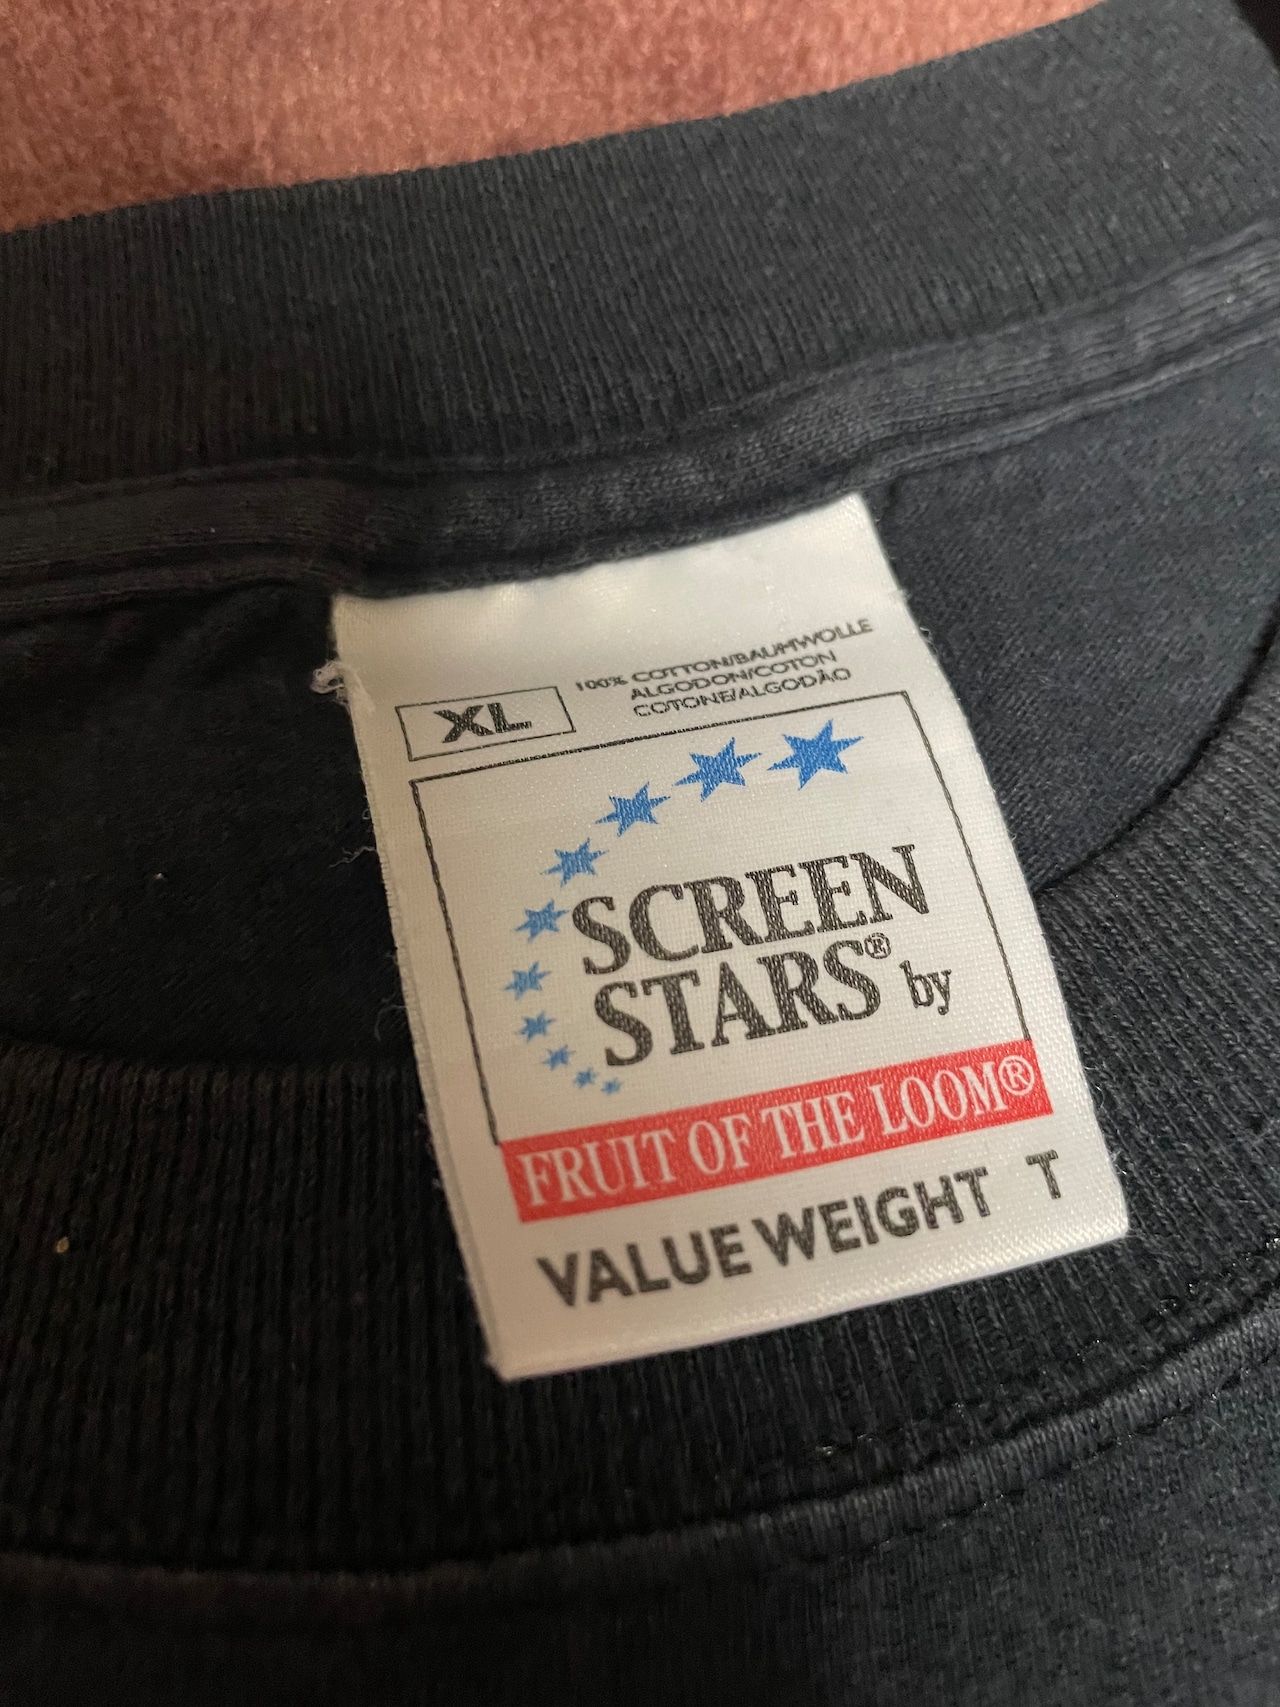 100% COTTON/BAUMWOLLE
ALGODON/COTON
COTONE/ALGODÃO
XL
SCREEN
STARS® by
FRUIT OF THE LOOM®
VALUE WEIGHT T